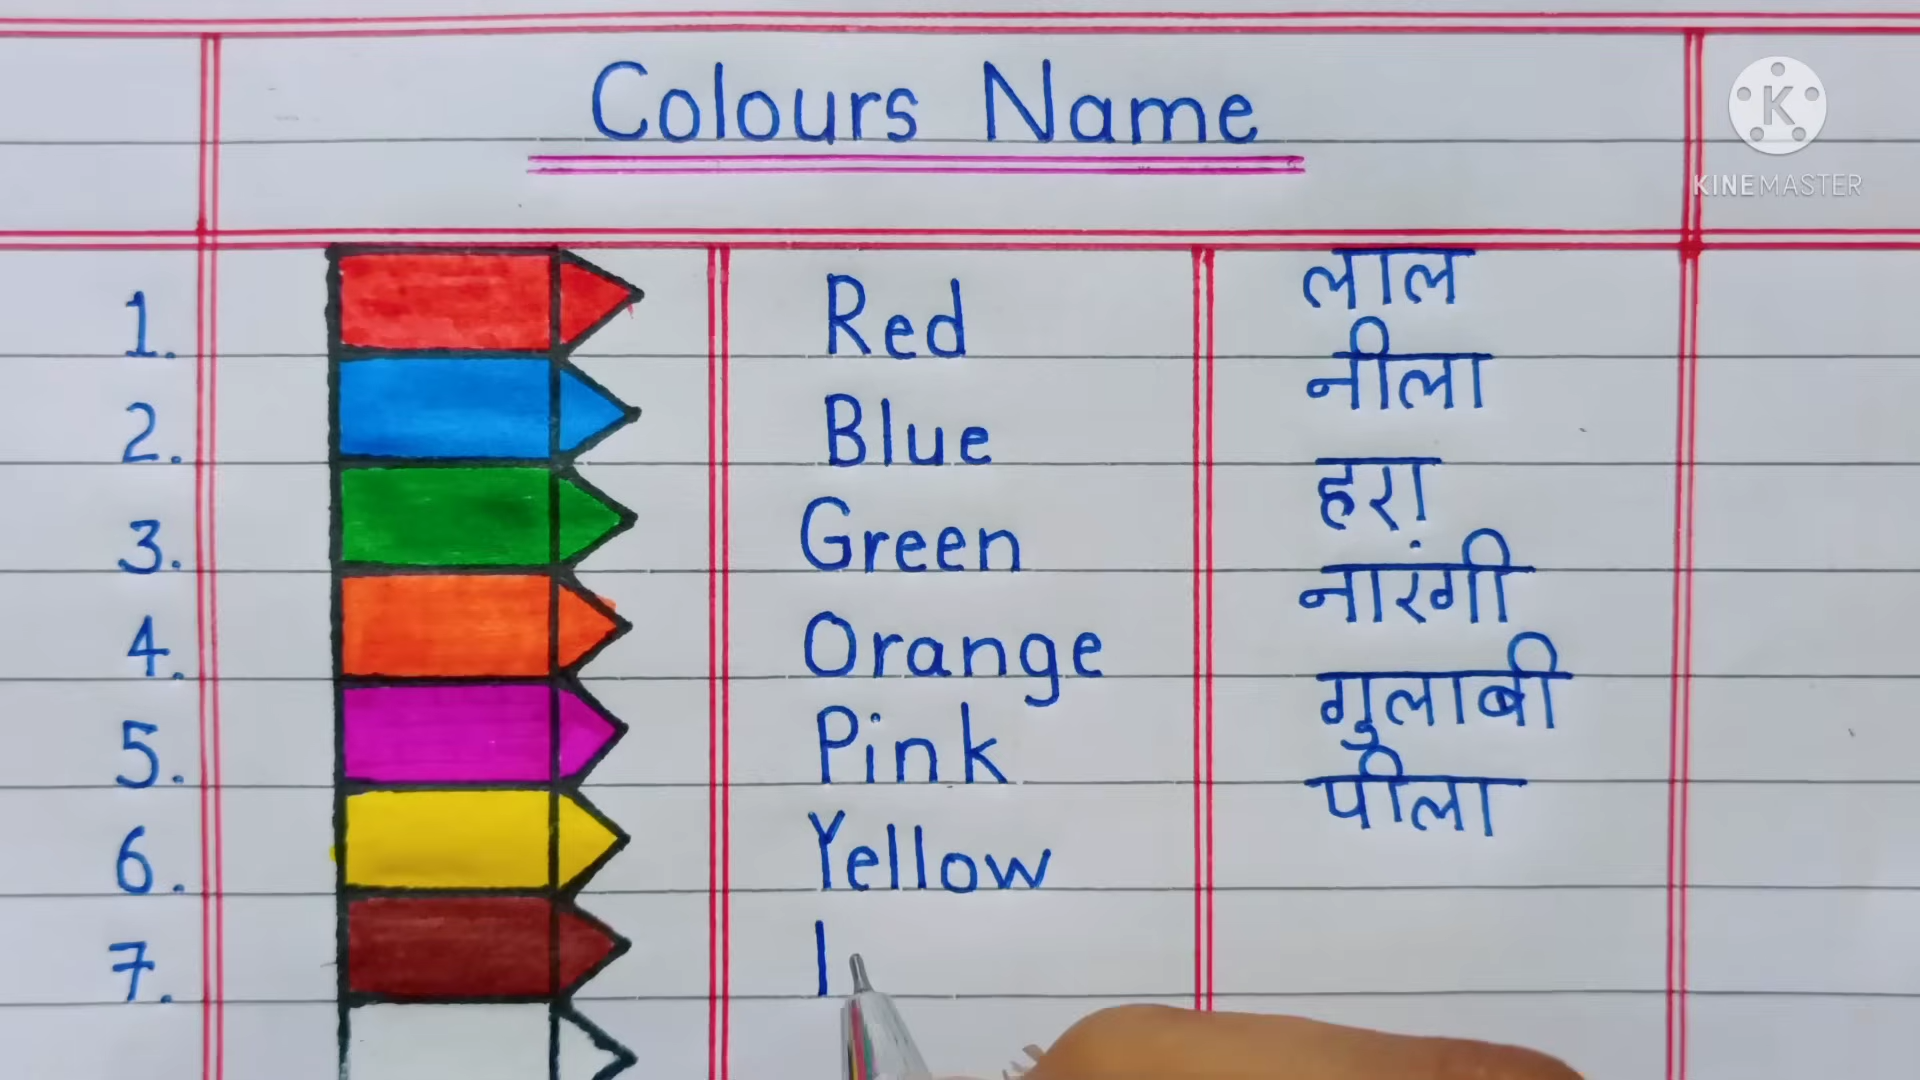 Colours Name
KINEMASTER
1. Red लाल
2. Blue नीला
3. Green हरा
4. Orange नारंगी
5. Pink गुलाबी
6. Yellow पीला
7.